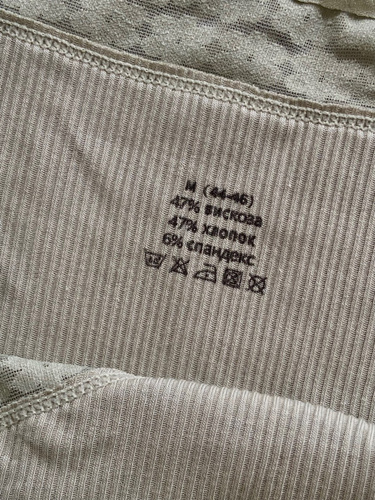 M (44-46)
47% вискоза
47% хлопок
6% спандекс